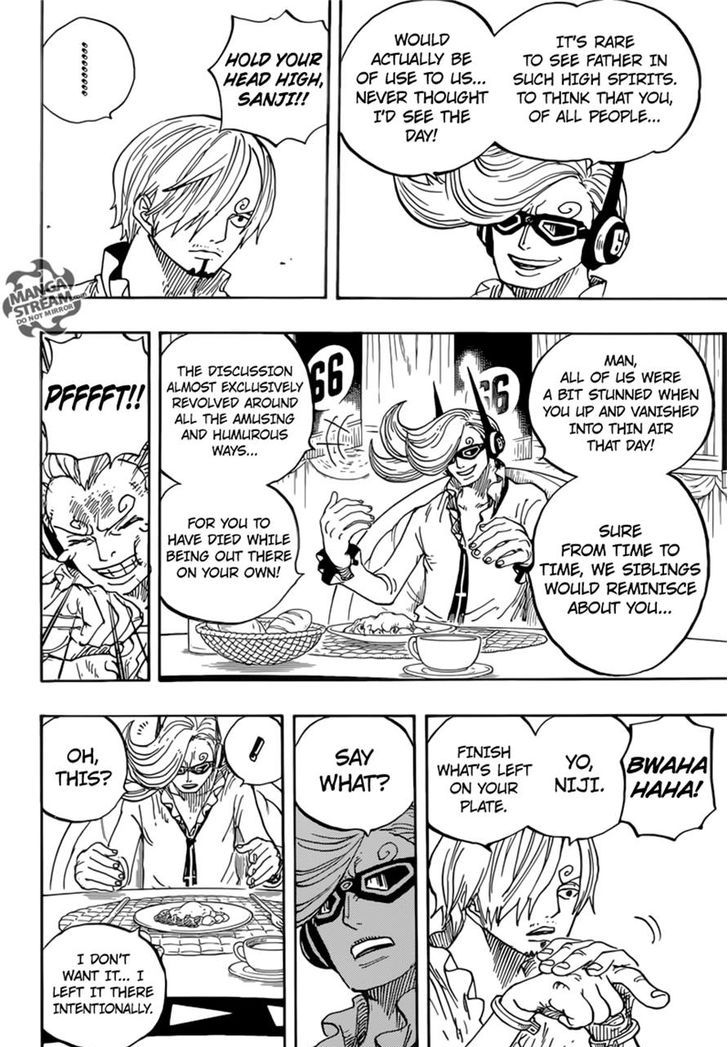 IT'S RARE
TO SEE FATHER IN
SUCH HIGH SPIRITS.
TO THINK THAT YOU,
OF ALL PEOPLE...
WOULD
ACTUALLY BE
OF USE TO US...
NEVER THOUGHT
I'D SEE THE
DAY!
66
HOLD YOUR
HEAD HIGH,
SANJI!!
..........
MANGA
STREAM.com
DO NOT MIRROR
MAN,
ALL OF US WERE
A BIT STUNNED WHEN
YOU UP AND VANISHED
INTO THIN AIR
THAT DAY!
SURE
FROM TIME TO
TIME, WE SIBLINGS
WOULD REMINISCE
ABOUT YOU...
66
66
THE DISCUSSION
ALMOST EXCLUSIVELY
REVOLVED AROUND
ALL THE AMUSING
AND HUMUROUS
WAYS...
FOR YOU TO
HAVE DIED WHILE
BEING OUT THERE
ON YOUR OWN!
PFFFFT!!
BWAHA
HAHA!
YO,
NIJI.
FINISH
WHAT'S LEFT
ON YOUR
PLATE.
SAY
WHAT?
!
OH,
THIS?
I DON'T
WANT IT... I
LEFT IT THERE
INTENTIONALLY.